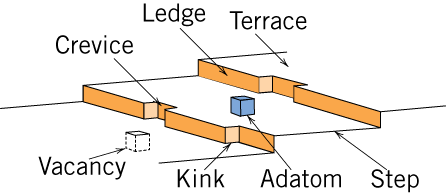 Ledge
Terrace
Crevice
Vacancy
Kink
Adatom
Step